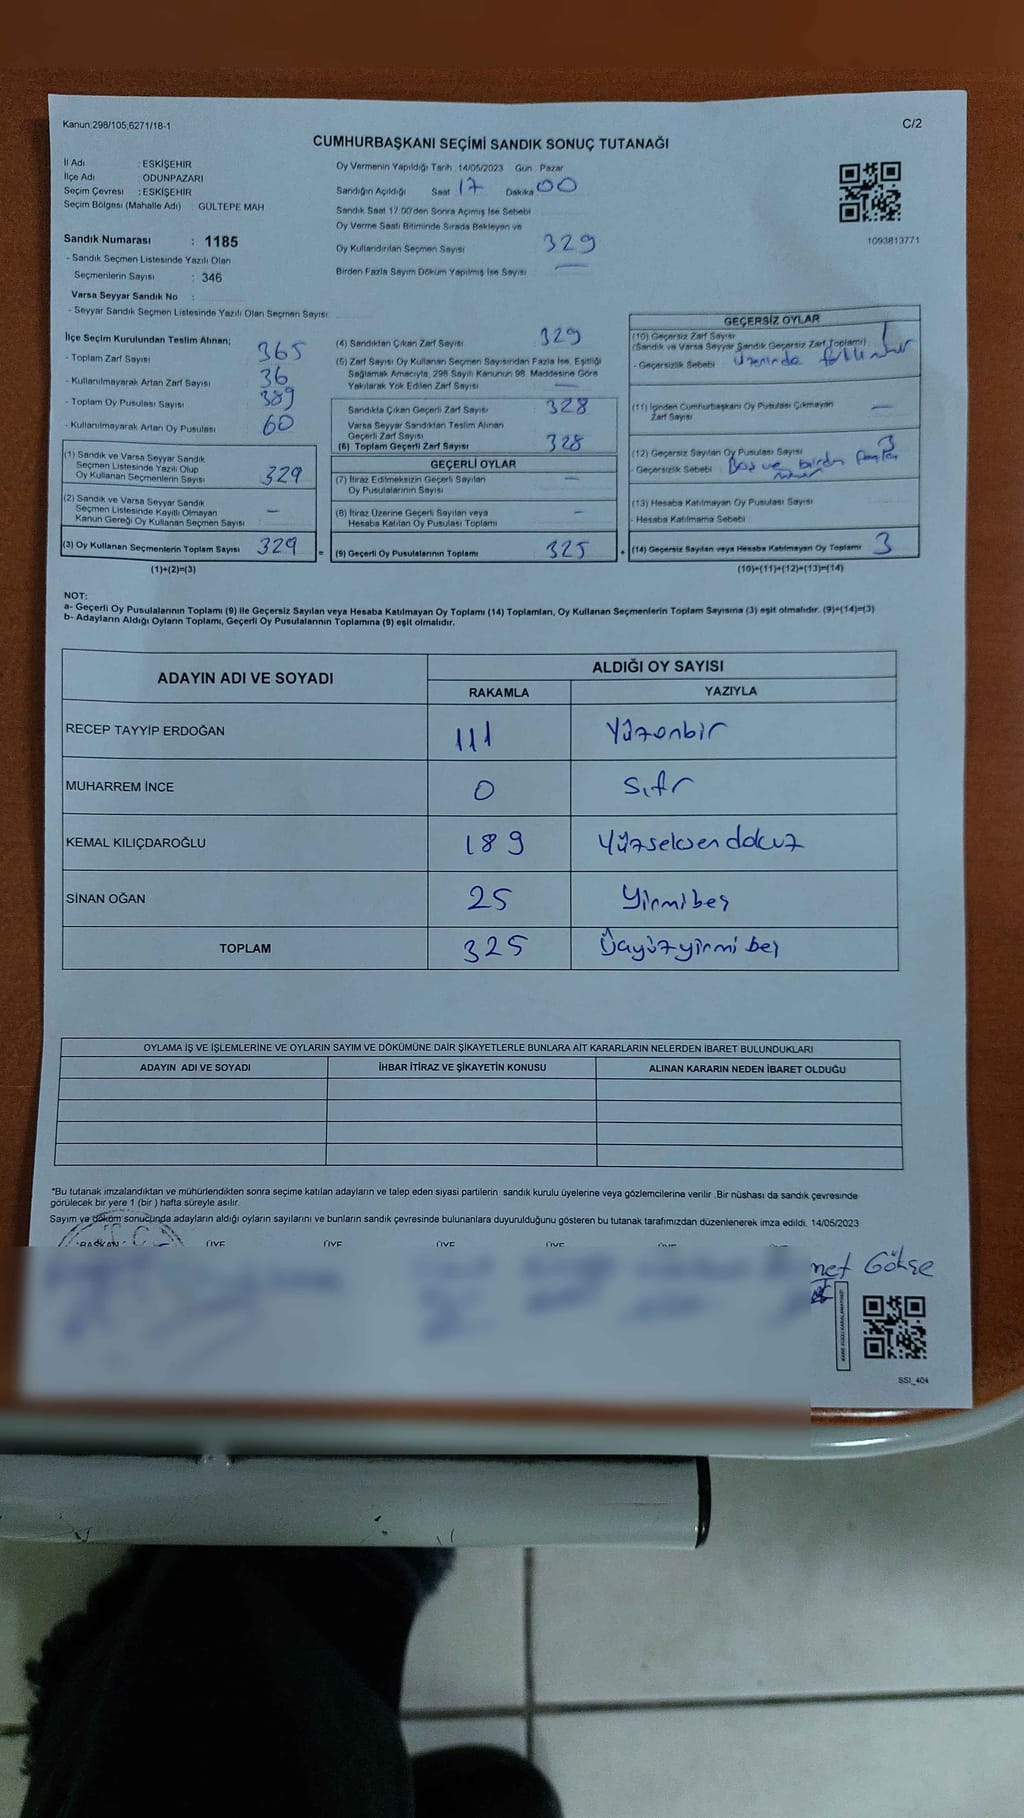 Kanun:298/105,6271/18-1
C/2
CUMHURBAŞKANI SEÇİMİ SANDIK SONUÇ TUTANAĞI
İl Adı : ESKİŞEHİR
İlçe Adı : ODUNPAZARI
Seçim Çevresi : ESKİŞEHİR
Seçim Bölgesi (Mahalle Adı) : GÜLTEPE MAH
Sandık Numarası : 1185
- Sandık Seçmen Listesinde Yazılı Olan
Seçmenlerin Sayısı : 346
Varsa Seyyar Sandık No :
- Seyyar Sandık Seçmen Listesinde Yazılı Olan Seçmen Sayısı:
Oy Vermenin Yapıldığı Tarih 14/05/2023 Gün Pazar
Sandığın Açıldığı Saat 17 Dakika 00
Sandık Saat 17.00'den Sonra Açılmış İse Sebebi
Oy Verme Saati Bitiminde Sırada Bekleyen ve
Oy Kullandırılan Seçmen Sayısı 329
Birden Fazla Sayım Döküm Yapılmış İse Sayısı —
1093813771
İlçe Seçim Kurulundan Teslim Alınan;
- Toplam Zarf Sayısı 365
- Kullanılmayarak Artan Zarf Sayısı 36
- Toplam Oy Pusulası Sayısı 389
- Kullanılmayarak Artan Oy Pusulası 60
(1) Sandık ve Varsa Seyyar Sandık
Seçmen Listesinde Yazılı Olup
Oy Kullanan Seçmenlerin Sayısı 329
(2) Sandık ve Varsa Seyyar Sandık
Seçmen Listesinde Kayıtlı Olmayan
Kanun Gereği Oy Kullanan Seçmen Sayısı —
(3) Oy Kullanan Seçmenlerin Toplam Sayısı 329
(1)+(2)=(3)
=
(4) Sandıktan Çıkan Zarf Sayısı 329
(5) Zarf Sayısı Oy Kullanan Seçmen Sayısından Fazla İse, Eşitliği
Sağlamak Amacıyla, 298 Sayılı Kanunun 98. Maddesine Göre
Yakılarak Yok Edilen Zarf Sayısı —
Sandıkta Çıkan Geçerli Zarf Sayısı 328
Varsa Seyyar Sandıktan Teslim Alınan
Geçerli Zarf Sayısı
(6) Toplam Geçerli Zarf Sayısı 328
GEÇERLİ OYLAR
(7) İtiraz Edilmeksizin Geçerli Sayılan
Oy Pusulalarının Sayısı —
(8) İtiraz Üzerine Geçerli Sayılan veya
Hesaba Katılan Oy Pusulası Toplamı —
(9) Geçerli Oy Pusulalarının Toplamı 325
+
GEÇERSİZ OYLAR
(10) Geçersiz Zarf Sayısı 1
(Sandık ve Varsa Seyyar Sandık Geçersiz Zarf Toplamı)
- Geçersizlik Sebebi : üzerinde
(11) İçinden Cumhurbaşkanı Oy Pusulası Çıkmayan
Zarf Sayısı —
(12) Geçersiz Sayılan Oy Pusulası Sayısı 3
- Geçersizlik Sebebi : Boş ve birden fazla
(13) Hesaba Katılmayan Oy Pusulası Sayısı
- Hesaba Katılmama Sebebi
(14) Geçersiz Sayılan veya Hesaba Katılmayan Oy Toplamı 3
(10)+(11)+(12)+(13)=(14)
NOT:
a- Geçerli Oy Pusulalarının Toplamı (9) ile Geçersiz Sayılan veya Hesaba Katılmayan Oy Toplamı (14) Toplamları, Oy Kullanan Seçmenlerin Toplam Sayısına (3) eşit olmalıdır. (9)+(14)=(3)
b- Adayların Aldığı Oyların Toplamı, Geçerli Oy Pusulalarının Toplamına (9) eşit olmalıdır.
ADAYIN ADI VE SOYADI ALDIĞI OY SAYISI
RAKAMLA YAZIYLA
RECEP TAYYİP ERDOĞAN 111 Yüzonbir
MUHARREM İNCE 0 Sıfır
KEMAL KILIÇDAROĞLU 189 Yüzseksen dokuz
SİNAN OĞAN 25 Yirmibeş
TOPLAM 325 Üçyüzyirmi beş
OYLAMA İŞ VE İŞLEMLERİNE VE OYLARIN SAYIM VE DÖKÜMÜNE DAİR ŞİKAYETLERLE BUNLARA AİT KARARLARIN NELERDEN İBARET BULUNDUKLARI
ADAYIN ADI VE SOYADI İHBAR İTİRAZ VE ŞİKAYETİN KONUSU ALINAN KARARIN NEDEN İBARET OLDUĞU
*Bu tutanak imzalandıktan ve mühürlendikten sonra seçime katılan adayların ve talep eden siyasi partilerin sandık kurulu üyelerine veya gözlemcilerine verilir .Bir nüshası da sandık çevresinde
görülecek bir yere 1 (bir ) hafta süreyle asılır.
Sayım ve döküm sonucunda adayların aldığı oyların sayılarını ve bunların sandık çevresinde bulunanlara duyurulduğunu gösteren bu tutanak tarafımızdan düzenlenerek imza edildi. 14/05/2023
T.C.
BAŞKAN ÜYE ÜYE ÜYE ÜYE ÜYE ÜYE
met Gökçe
SSI_404